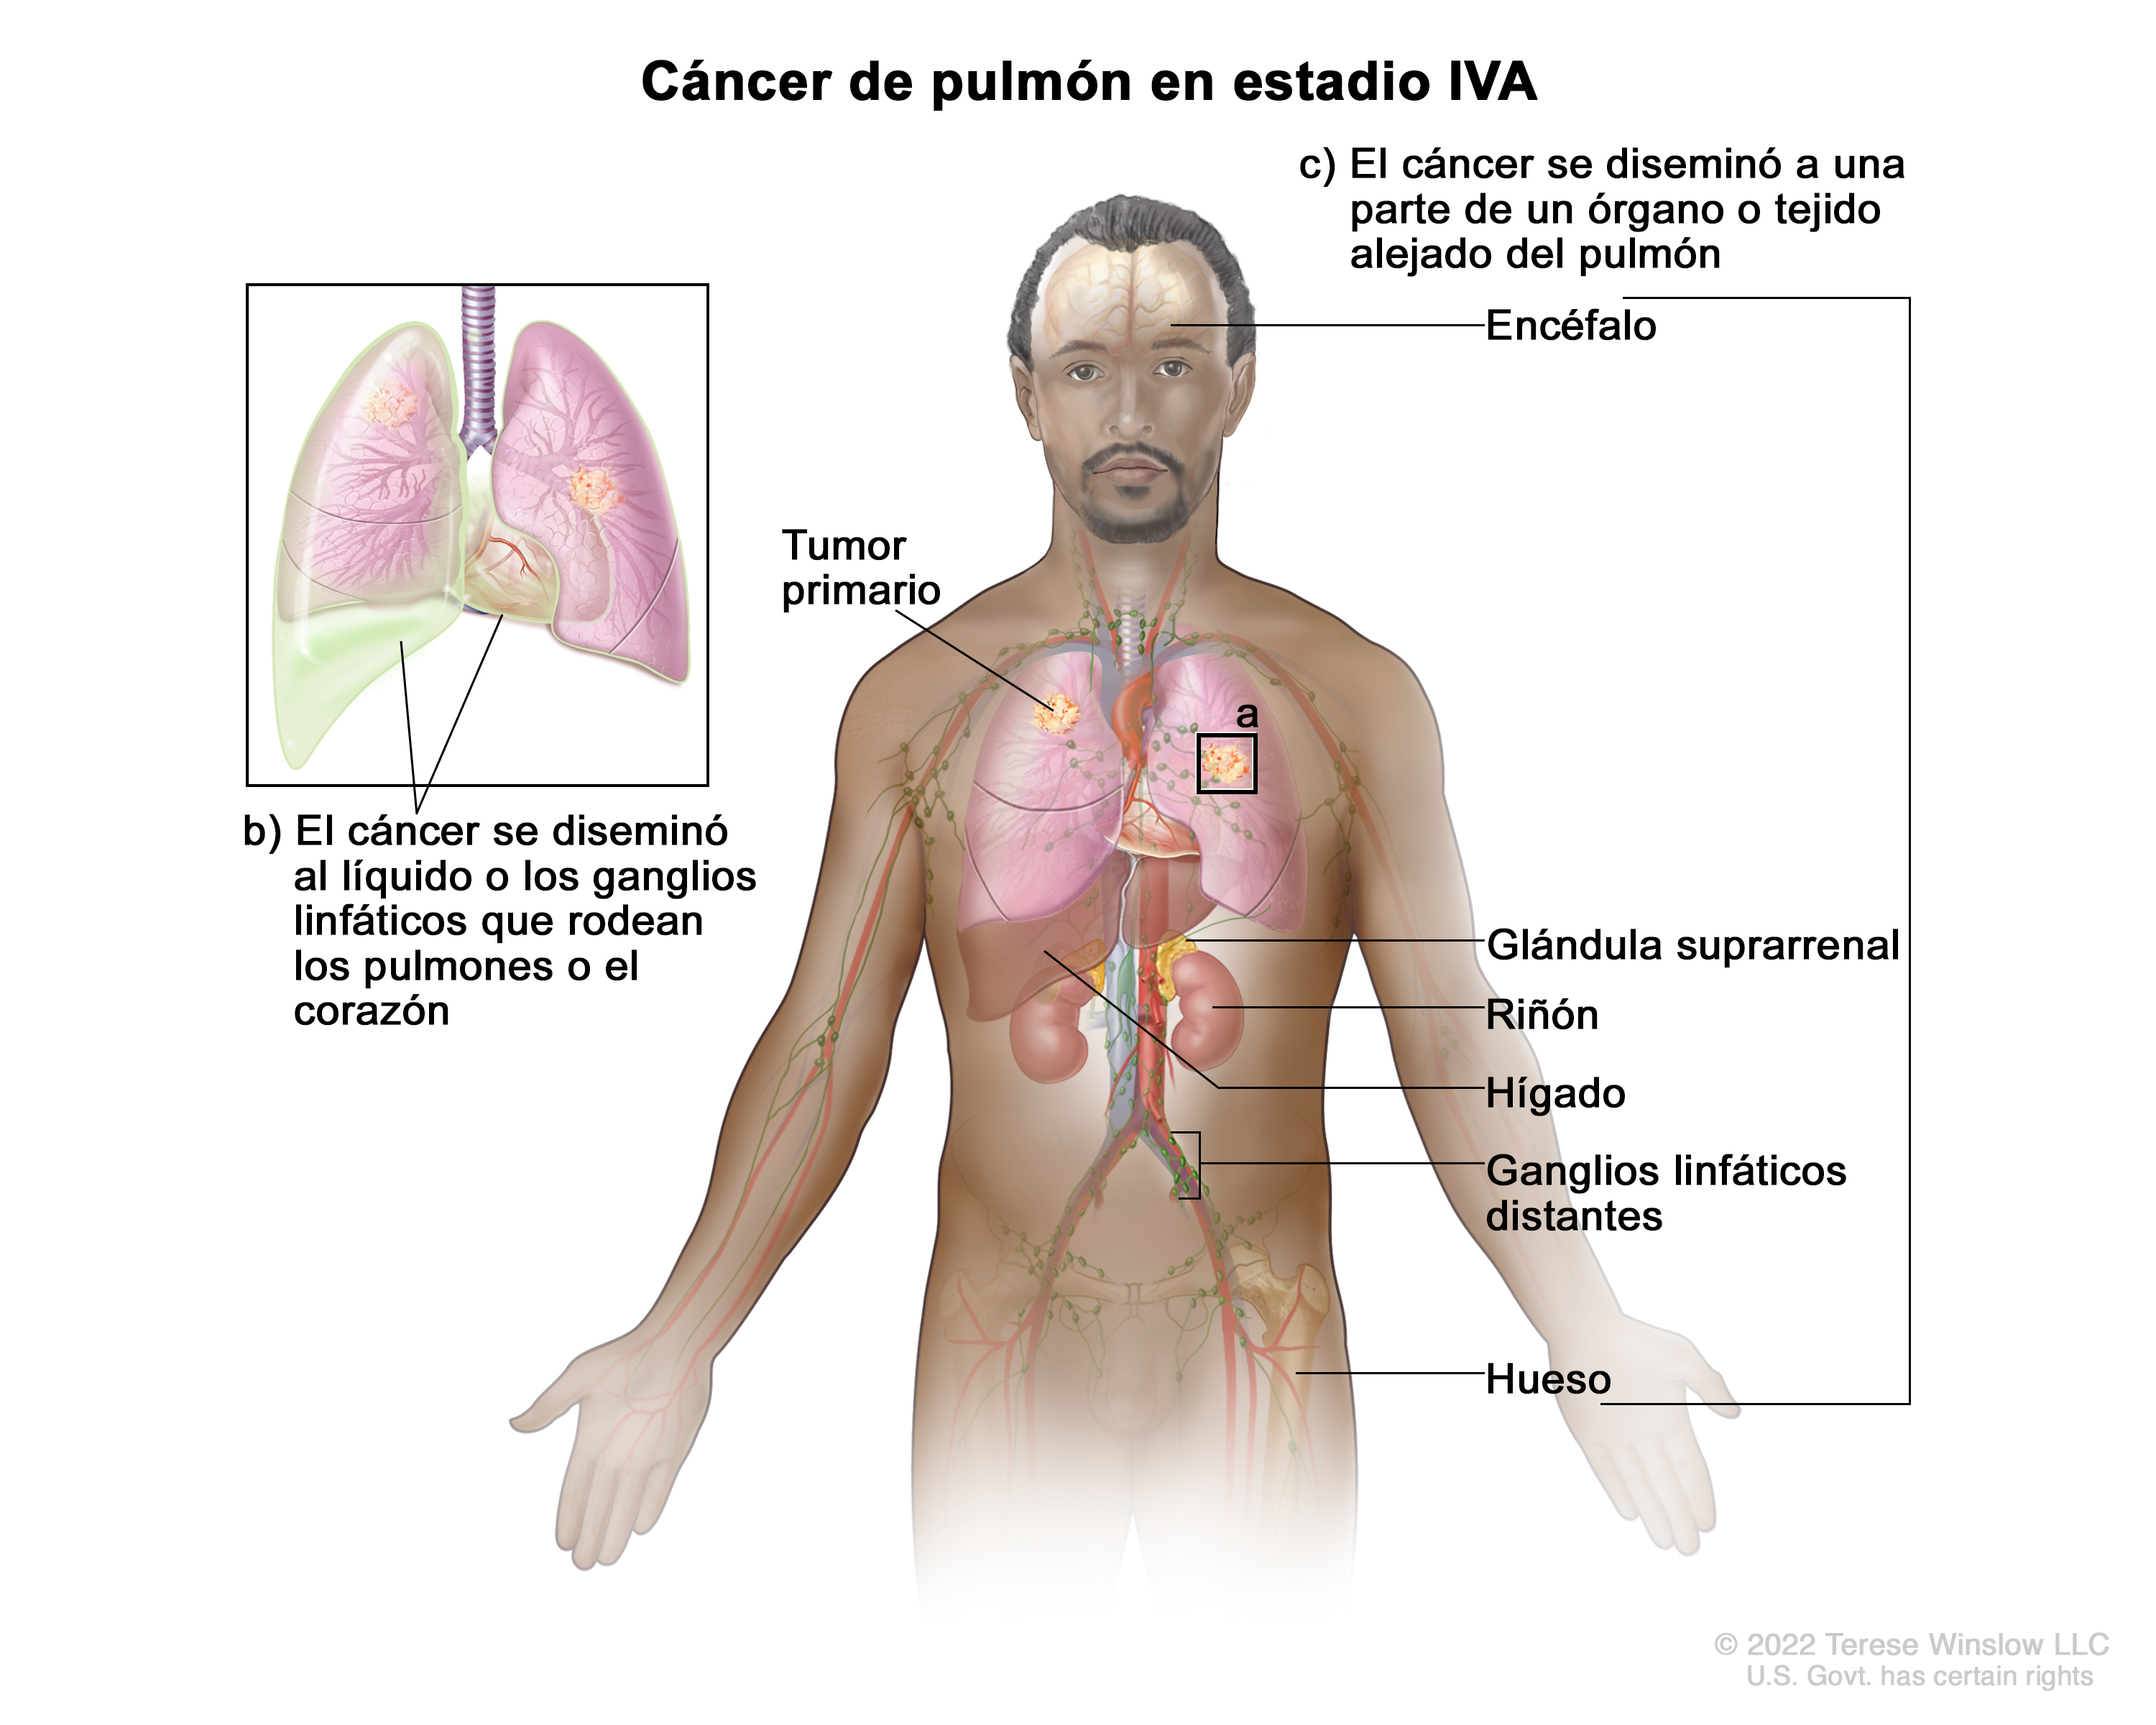 Cáncer de pulmón en estadio IVA
c) El cáncer se diseminó a una
parte de un órgano o tejido
alejado del pulmón
Encéfalo
Tumor
primario
a
b) El cáncer se diseminó
al líquido o los ganglios
linfáticos que rodean
los pulmones o el
corazón
Glándula suprarrenal
Riñón
Hígado
Ganglios linfáticos
distantes
Hueso
© 2022 Terese Winslow LLC
U.S. Govt. has certain rights